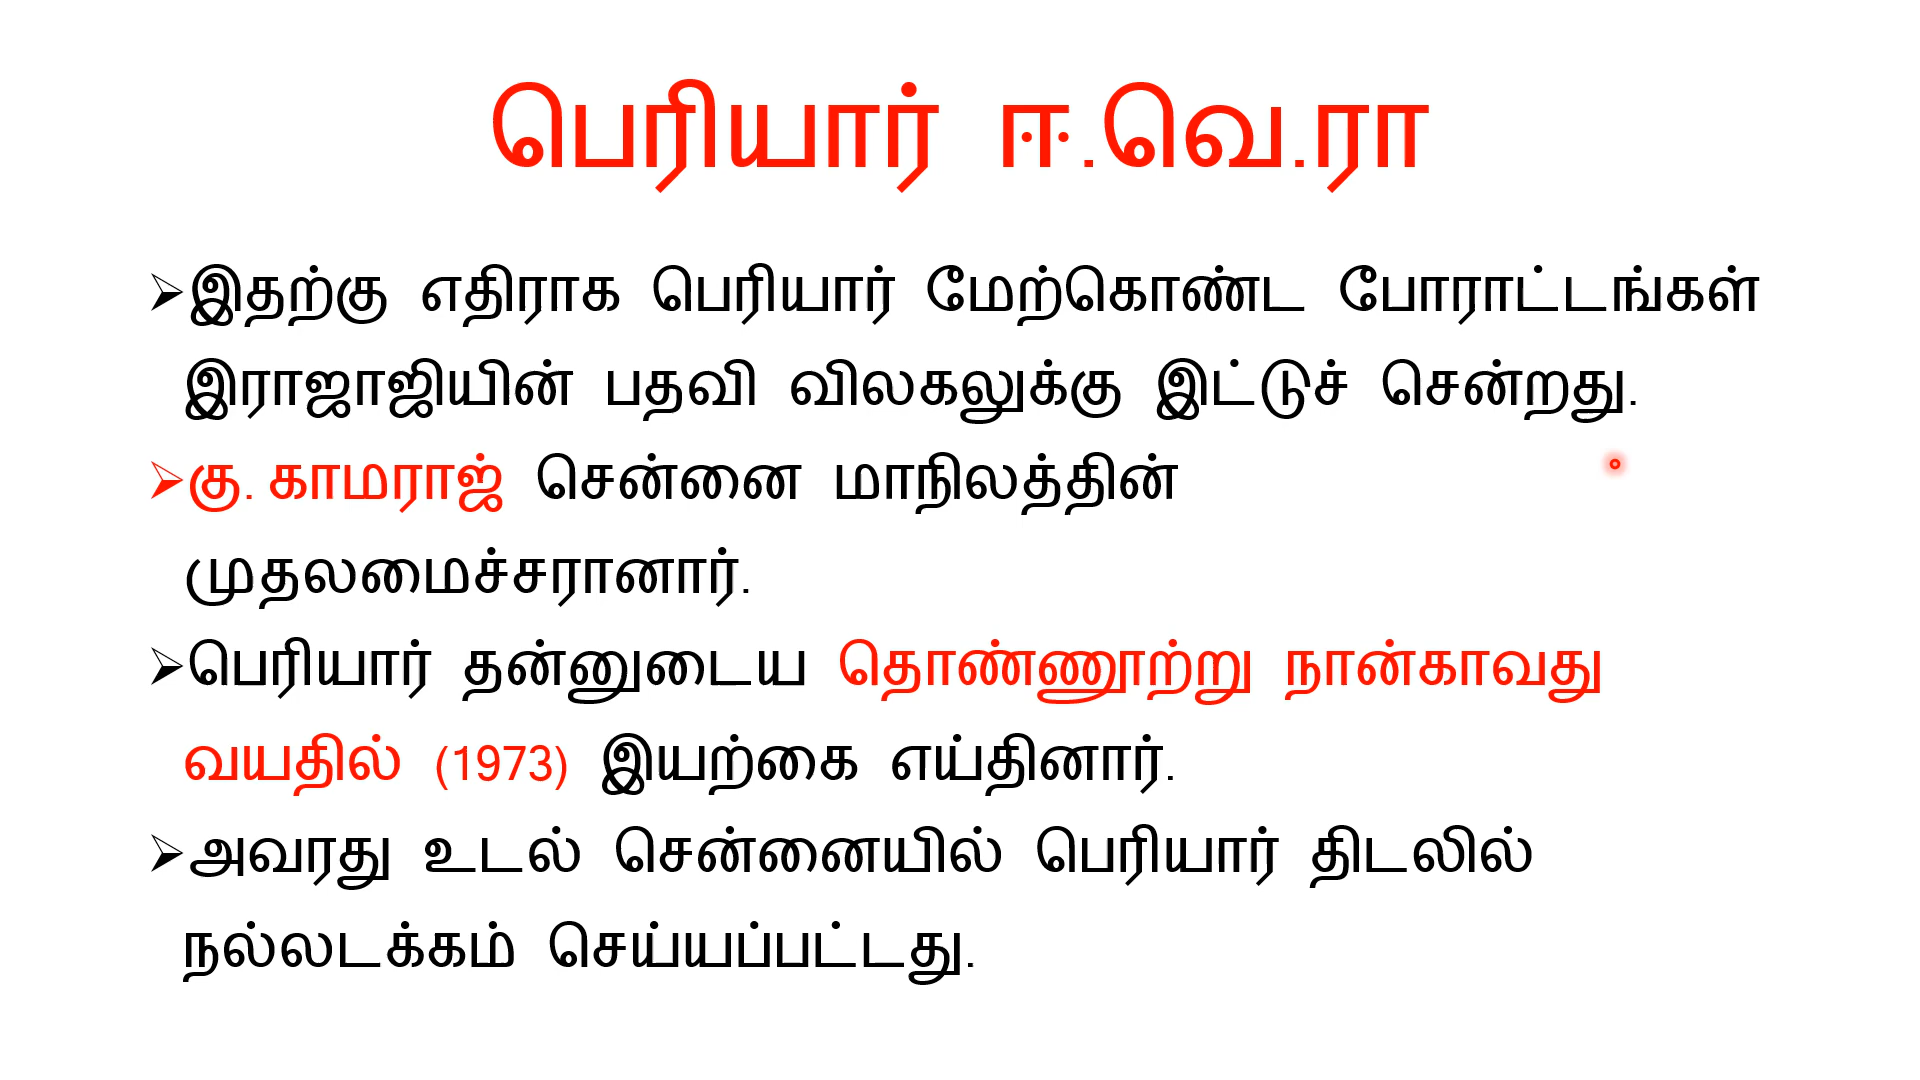 பெரியார் ஈ.வெ.ரா
➢இதற்கு எதிராக பெரியார் மேற்கொண்ட போராட்டங்கள்
இராஜாஜியின் பதவி விலகலுக்கு இட்டுச் சென்றது.
➢கு. காமராஜ் சென்னை மாநிலத்தின்
முதலமைச்சரானார்.
➢பெரியார் தன்னுடைய தொண்ணூற்று நான்காவது
வயதில் (1973) இயற்கை எய்தினார்.
➢அவரது உடல் சென்னையில் பெரியார் திடலில்
நல்லடக்கம் செய்யப்பட்டது.